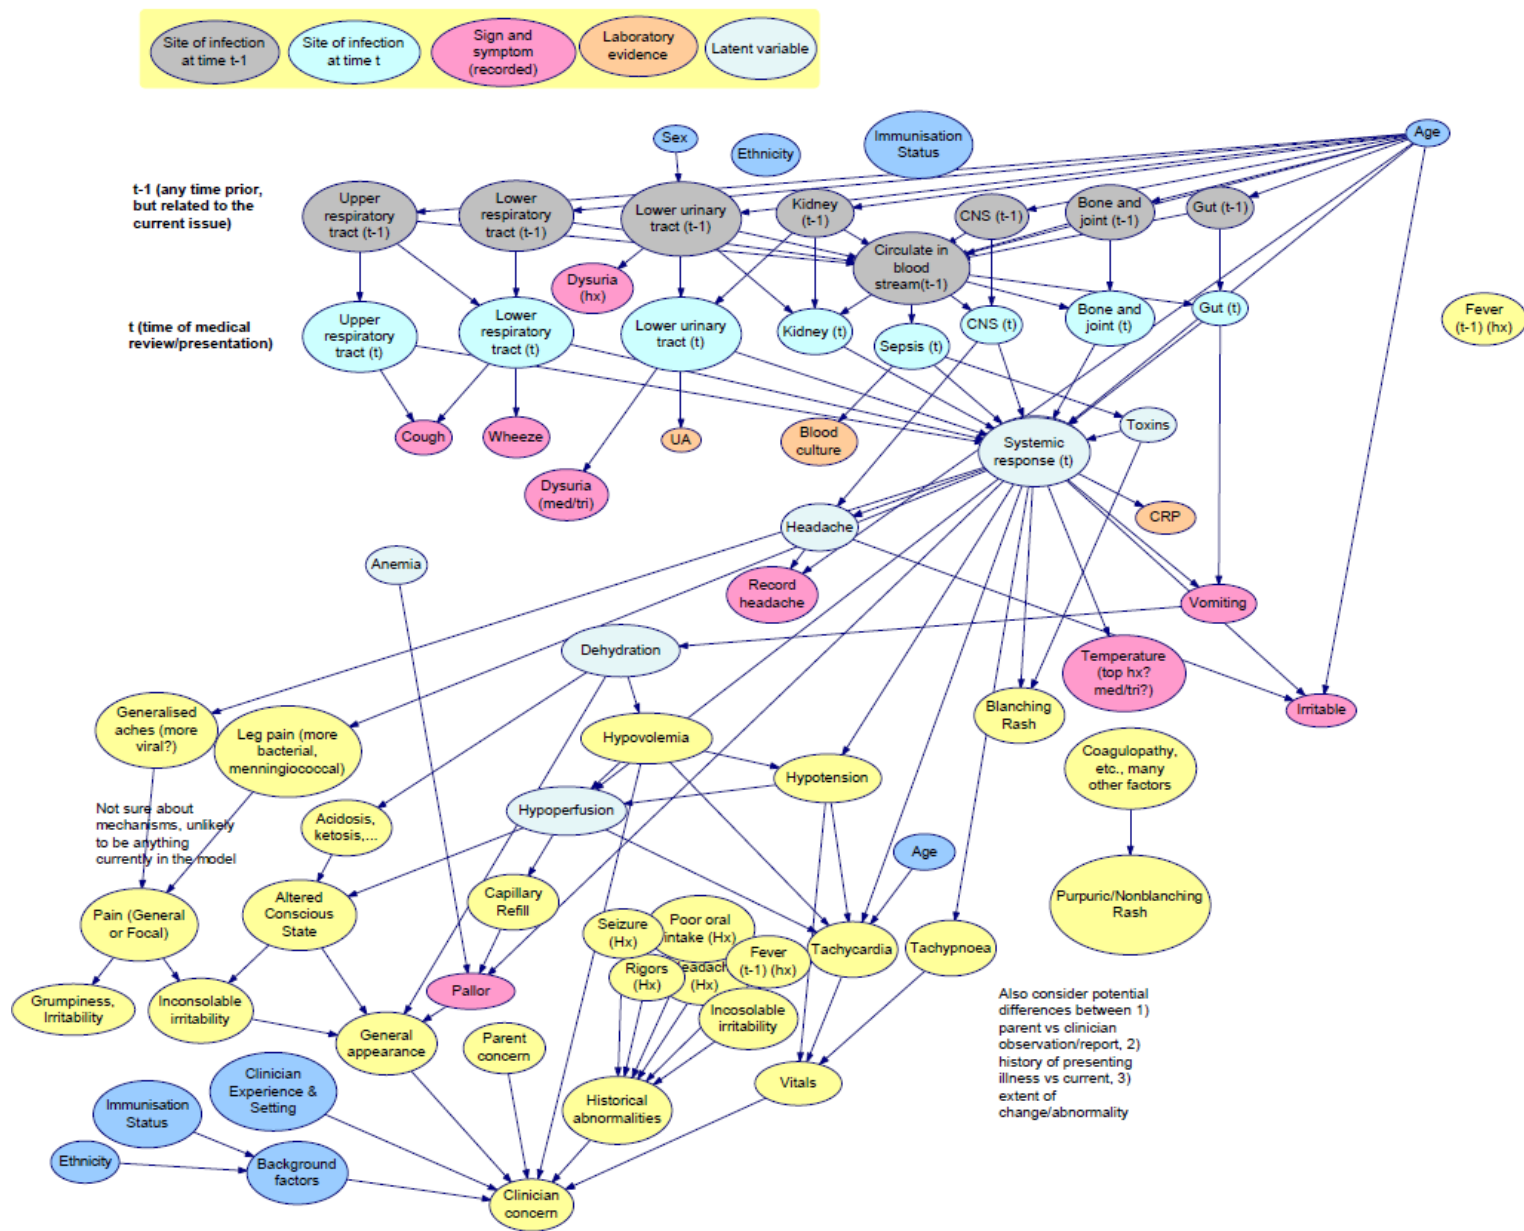 Site of infection
at time t-1
Site of infection
at time t
Sign and
symptom
(recorded)
Laboratory
evidence
Latent variable
Sex
Ethnicity
Immunisation
Status
Age
t-1 (any time prior,
but related to the
current issue)
Upper
respiratory
tract (t-1)
Lower
respiratory
tract (t-1)
Lower urinary
tract (t-1)
Kidney
(t-1)
CNS (t-1)
Bone and
joint (t-1)
Gut (t-1)
Circulate in
blood
stream(t-1)
Dysuria
(hx)
t (time of medical
review/presentation)
Upper
respiratory
tract (t)
Lower
respiratory
tract (t)
Lower urinary
tract (t)
Kidney (t)
Sepsis (t)
CNS (t)
Bone and
joint (t)
Gut (t)
Fever
(t-1) (hx)
Cough
Wheeze
UA
Blood
culture
Systemic
response (t)
Toxins
Dysuria
(med/tri)
Headache
CRP
Anemia
Record
headache
Vomiting
Dehydration
Temperature
(top hx?
med/tri?)
Irritable
Generalised
aches (more
viral?)
Leg pain (more
bacterial,
menningiococcal)
Hypovolemia
Blanching
Rash
Hypotension
Coagulopathy,
etc., many
other factors
Not sure about
mechanisms, unlikely
to be anything
currently in the model
Acidosis,
ketosis,...
Hypoperfusion
Age
Pain (General
or Focal)
Altered
Conscious
State
Capillary
Refill
Seizure
(Hx)
Poor oral
intake (Hx)
Rigors
(Hx)
Headache
(Hx)
Fever
(t-1) (hx)
Tachycardia
Tachypnoea
Purpuric/Nonblanching
Rash
Grumpiness,
Irritability
Inconsolable
irritability
Pallor
Incosolable
irritability
General
appearance
Parent
concern
Also consider potential
differences between 1)
parent vs clinician
observation/report, 2)
history of presenting
illness vs current, 3)
extent of
change/abnormality
Clinician
Experience &
Setting
Historical
abnormalities
Vitals
Immunisation
Status
Ethnicity
Background
factors
Clinician
concern